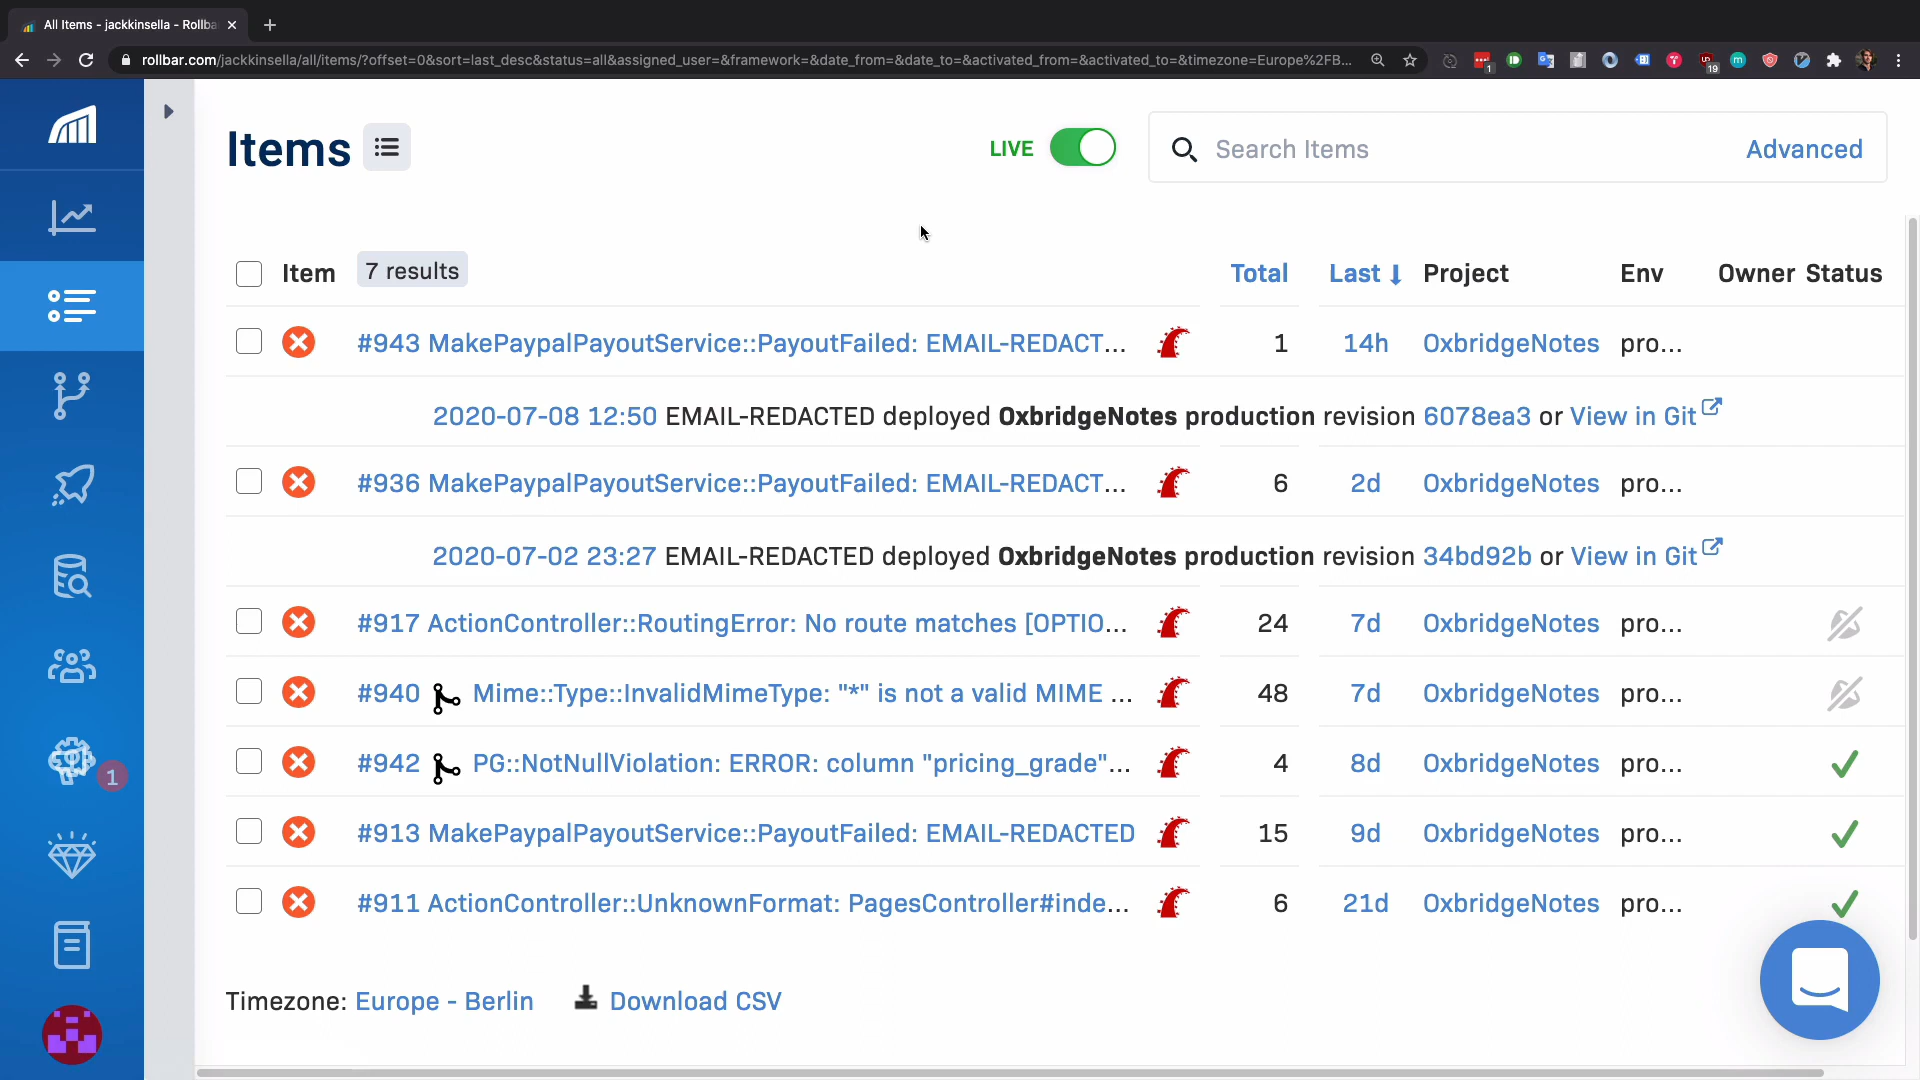 All Items - jackkinsella - Rollba
rollbar.com/jackkinsella/all/items/?offset=0&sort=last_desc&status=all&assigned_user=&framework=&date_from=&date_to=&activated_from=&activated_to=&timezone=Europe%2FB...
1
19
Items
LIVE
Search Items
Advanced
Item 7 results Total Last Project Env Owner Status
#943 MakePaypalPayoutService::PayoutFailed: EMAIL-REDACT... 1 14h OxbridgeNotes pro...
2020-07-08 12:50 EMAIL-REDACTED deployed OxbridgeNotes production revision 6078ea3 or View in Git
#936 MakePaypalPayoutService::PayoutFailed: EMAIL-REDACT... 6 2d OxbridgeNotes pro...
2020-07-02 23:27 EMAIL-REDACTED deployed OxbridgeNotes production revision 34bd92b or View in Git
#917 ActionController::RoutingError: No route matches [OPTIO... 24 7d OxbridgeNotes pro...
#940 Mime::Type::InvalidMimeType: "*" is not a valid MIME ... 48 7d OxbridgeNotes pro...
#942 PG::NotNullViolation: ERROR: column "pricing_grade"... 4 8d OxbridgeNotes pro...
1
#913 MakePaypalPayoutService::PayoutFailed: EMAIL-REDACTED 15 9d OxbridgeNotes pro...
#911 ActionController::UnknownFormat: PagesController#inde... 6 21d OxbridgeNotes pro...
Timezone: Europe - Berlin Download CSV